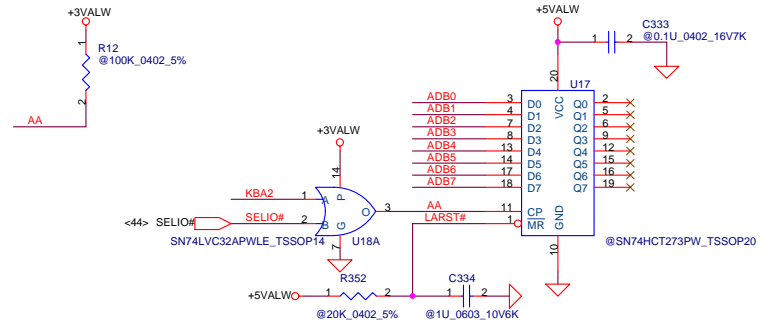 +3VALW
+5VALW
C333
1 2
@0.1U_0402_16V7K
1
R12
@100K_0402_5%
2
AA
20
U17
VCC
ADB0 3 D0 Q0 2
ADB1 4 D1 Q1 5
ADB2 7 D2 Q2 6
ADB3 8 D3 Q3 9
ADB4 13 D4 Q4 12
ADB5 14 D5 Q5 15
ADB6 17 D6 Q6 16
ADB7 18 D7 Q7 19
+3VALW
14
P
KBA2 1 A
O 3 AA 11 CP
<44> SELIO# SELIO# 2 B G
LARST# 1 MR
GND
SN74LVC32APWLE_TSSOP14
7
U18A
10
@SN74HCT273PW_TSSOP20
R352
C334
+5VALW 1 2 1 2
@20K_0402_5%
@1U_0603_10V6K